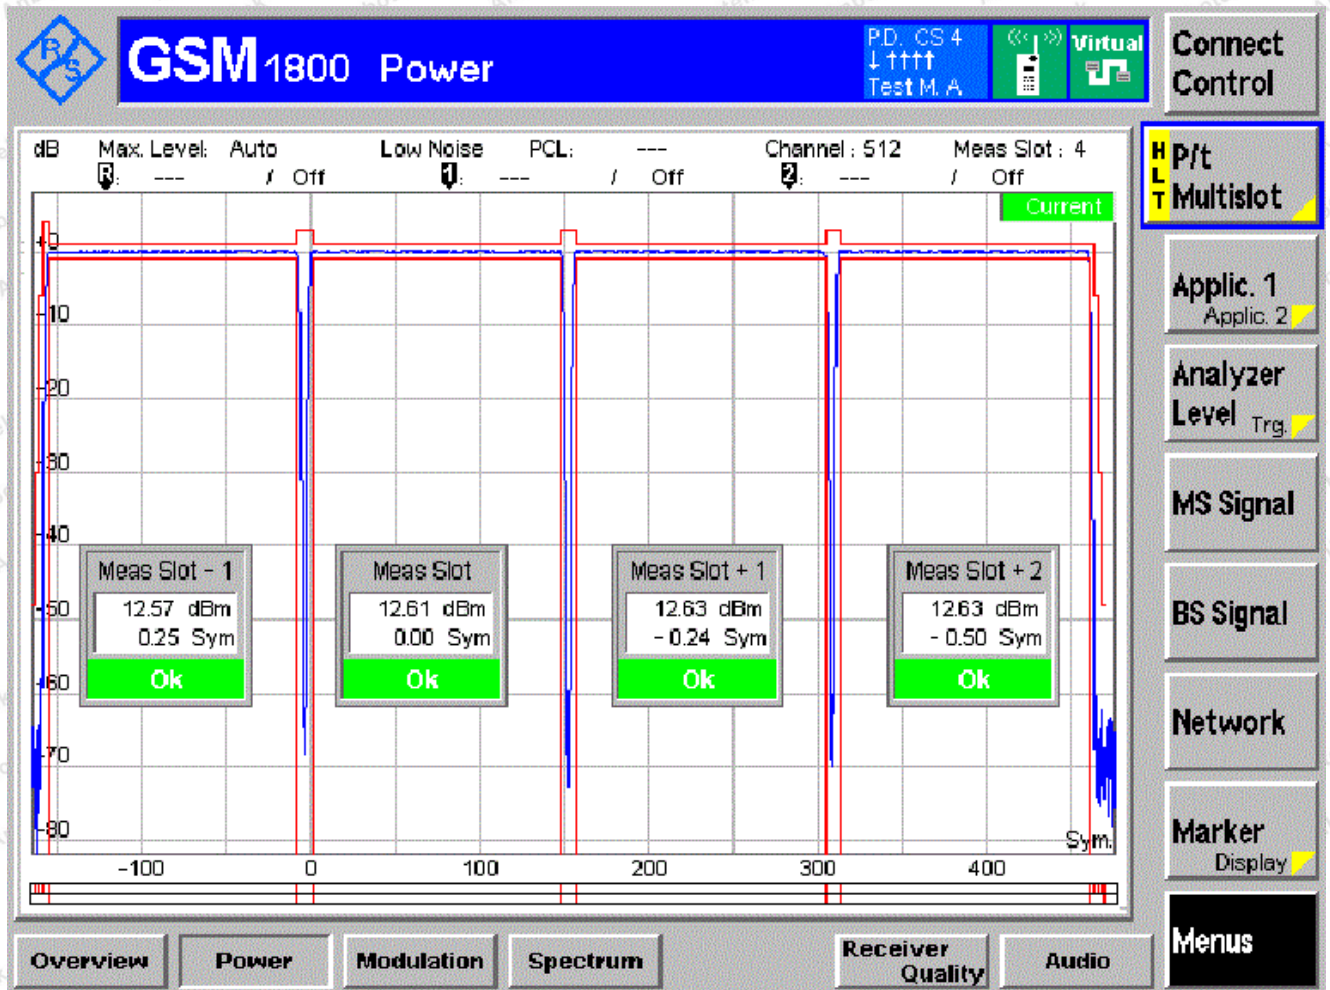 R S
GSM 1800 Power
P.D. CS 4
↓ ↑↑↑↑
Test M. A
Virtual
Connect
Control
dB Max. Level: Auto Low Noise PCL: --- Channel : 512 Meas Slot : 4
R: --- / Off 1: --- / Off 2: --- / Off
Current
H L T
P/t
Multislot
+0
-10
-20
-30
-40
-50
-60
-70
-80
Meas Slot - 1
12.57 dBm
0.25 Sym
Ok
Meas Slot
12.61 dBm
0.00 Sym
Ok
Meas Slot + 1
12.63 dBm
- 0.24 Sym
Ok
Meas Slot + 2
12.63 dBm
- 0.50 Sym
Ok
Sym.
-100 0 100 200 300 400
Applic. 1
Applic. 2
Analyzer
Level Trg.
MS Signal
BS Signal
Network
Marker
Display
Menus
Overview Power Modulation Spectrum Receiver Quality Audio